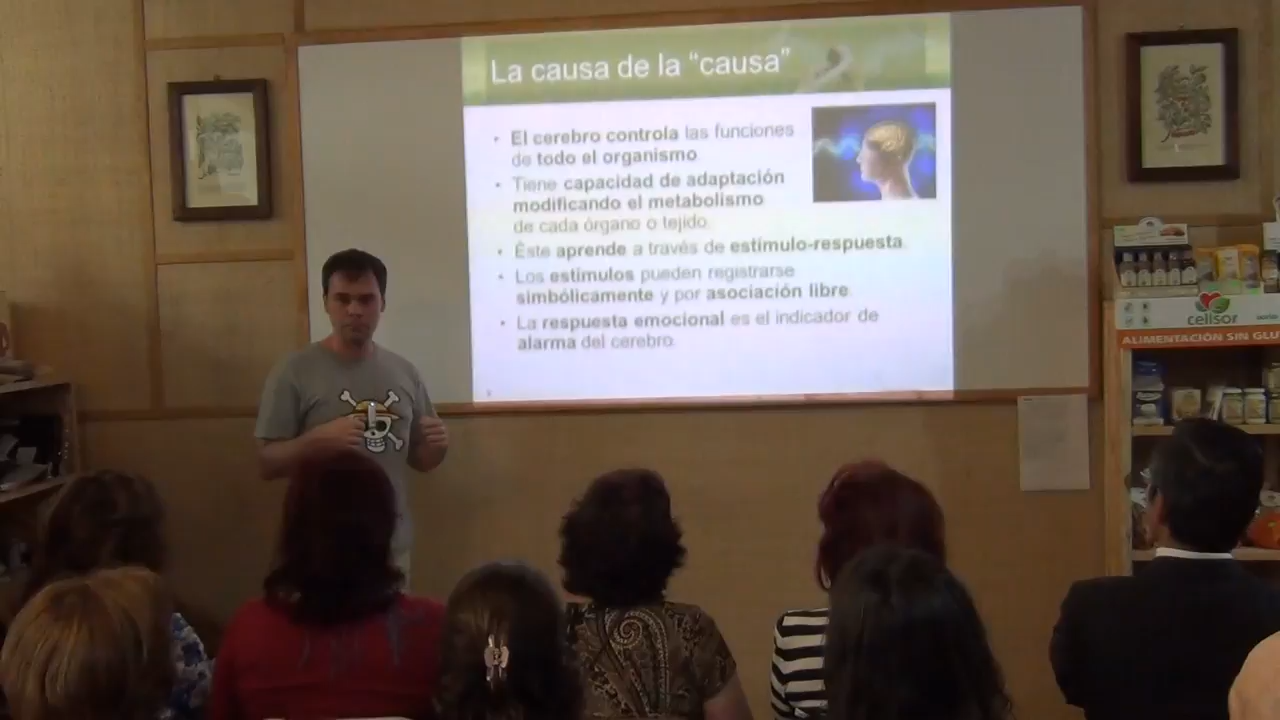 La causa de la “causa”
• El cerebro controla las funciones
de todo el organismo.
• Tiene capacidad de adaptación
modificando el metabolismo
de cada órgano o tejido.
• Éste aprende a través de estímulo-respuesta.
• Los estímulos pueden registrarse
simbólicamente y por asociación libre.
• La respuesta emocional es el indicador de
alarma del cerebro.
celisor
ALIMENTACIÓN SIN GLU